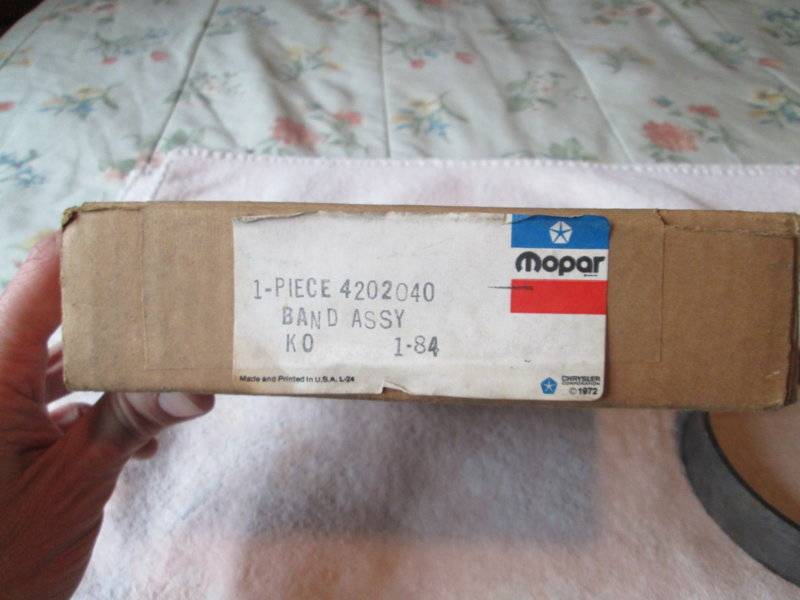 mopar
1-PIECE 4202040
BAND ASSY
KO 1-84
Made and Printed in U.S.A. L-24
CHRYSLER
CORPORATION
© 1972